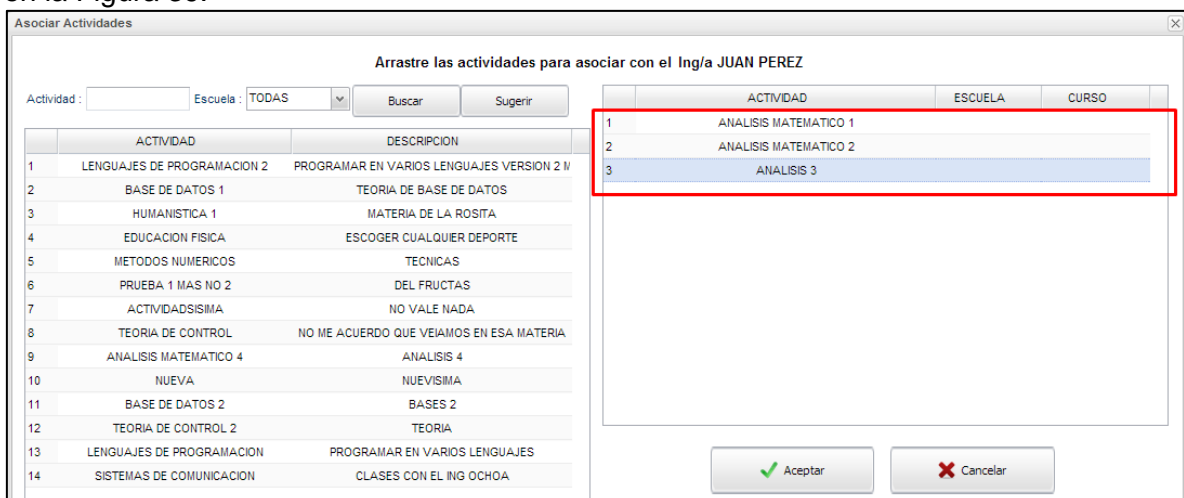 Asociar Actividades
Arrastre las actividades para asociar con el Ing/a JUAN PEREZ
Actividad : Escuela : TODAS Buscar Sugerir
ACTIVIDAD DESCRIPCION
1 LENGUAJES DE PROGRAMACION 2 PROGRAMAR EN VARIOS LENGUAJES VERSION 2 M
2 BASE DE DATOS 1 TEORIA DE BASE DE DATOS
3 HUMANISTICA 1 MATERIA DE LA ROSITA
4 EDUCACION FISICA ESCOGER CUALQUIER DEPORTE
5 METODOS NUMERICOS TECNICAS
6 PRUEBA 1 MAS NO 2 DEL FRUCTAS
7 ACTIVIDADSISIMA NO VALE NADA
8 TEORIA DE CONTROL NO ME ACUERDO QUE VEIAMOS EN ESA MATERIA
9 ANALISIS MATEMATICO 4 ANALISIS 4
10 NUEVA NUEVISIMA
11 BASE DE DATOS 2 BASES 2
12 TEORIA DE CONTROL 2 TEORIA
13 LENGUAJES DE PROGRAMACION PROGRAMAR EN VARIOS LENGUAJES
14 SISTEMAS DE COMUNICACION CLASES CON EL ING OCHOA
ACTIVIDAD ESCUELA CURSO
1 ANALISIS MATEMATICO 1
2 ANALISIS MATEMATICO 2
3 ANALISIS 3
Aceptar Cancelar